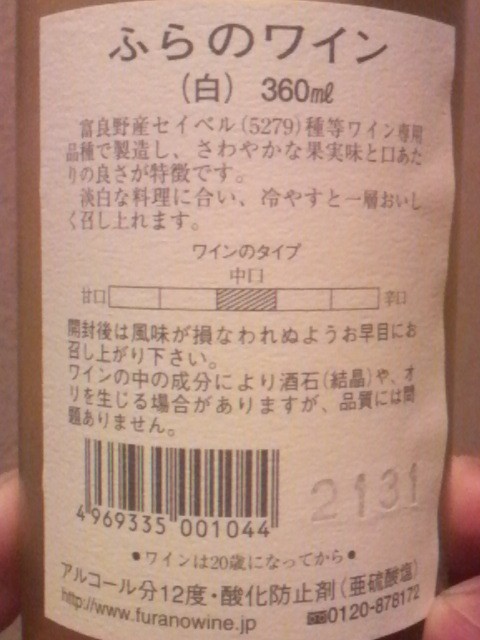 ふらのワイン
（白） 360㎖
富良野産セイベル（5279）種等ワイン専用
品種で製造し、さわやかな果実味と口あた
りの良さが特徴です。
淡白な料理に合い、冷やすと一層おいし
く召し上れます。
ワインのタイプ
中口
甘口 辛口
開封後は風味が損なわれぬようお早目にお
召し上がり下さい。
ワインの中の成分により酒石（結晶）や、オ
リを生じる場合がありますが、品質には問
題ありません。
4 969335 001044
2131
●ワインは20歳になってから●
アルコール分12度・酸化防止剤（亜硫酸塩）
http://www.furanowine.jp 0120-878172